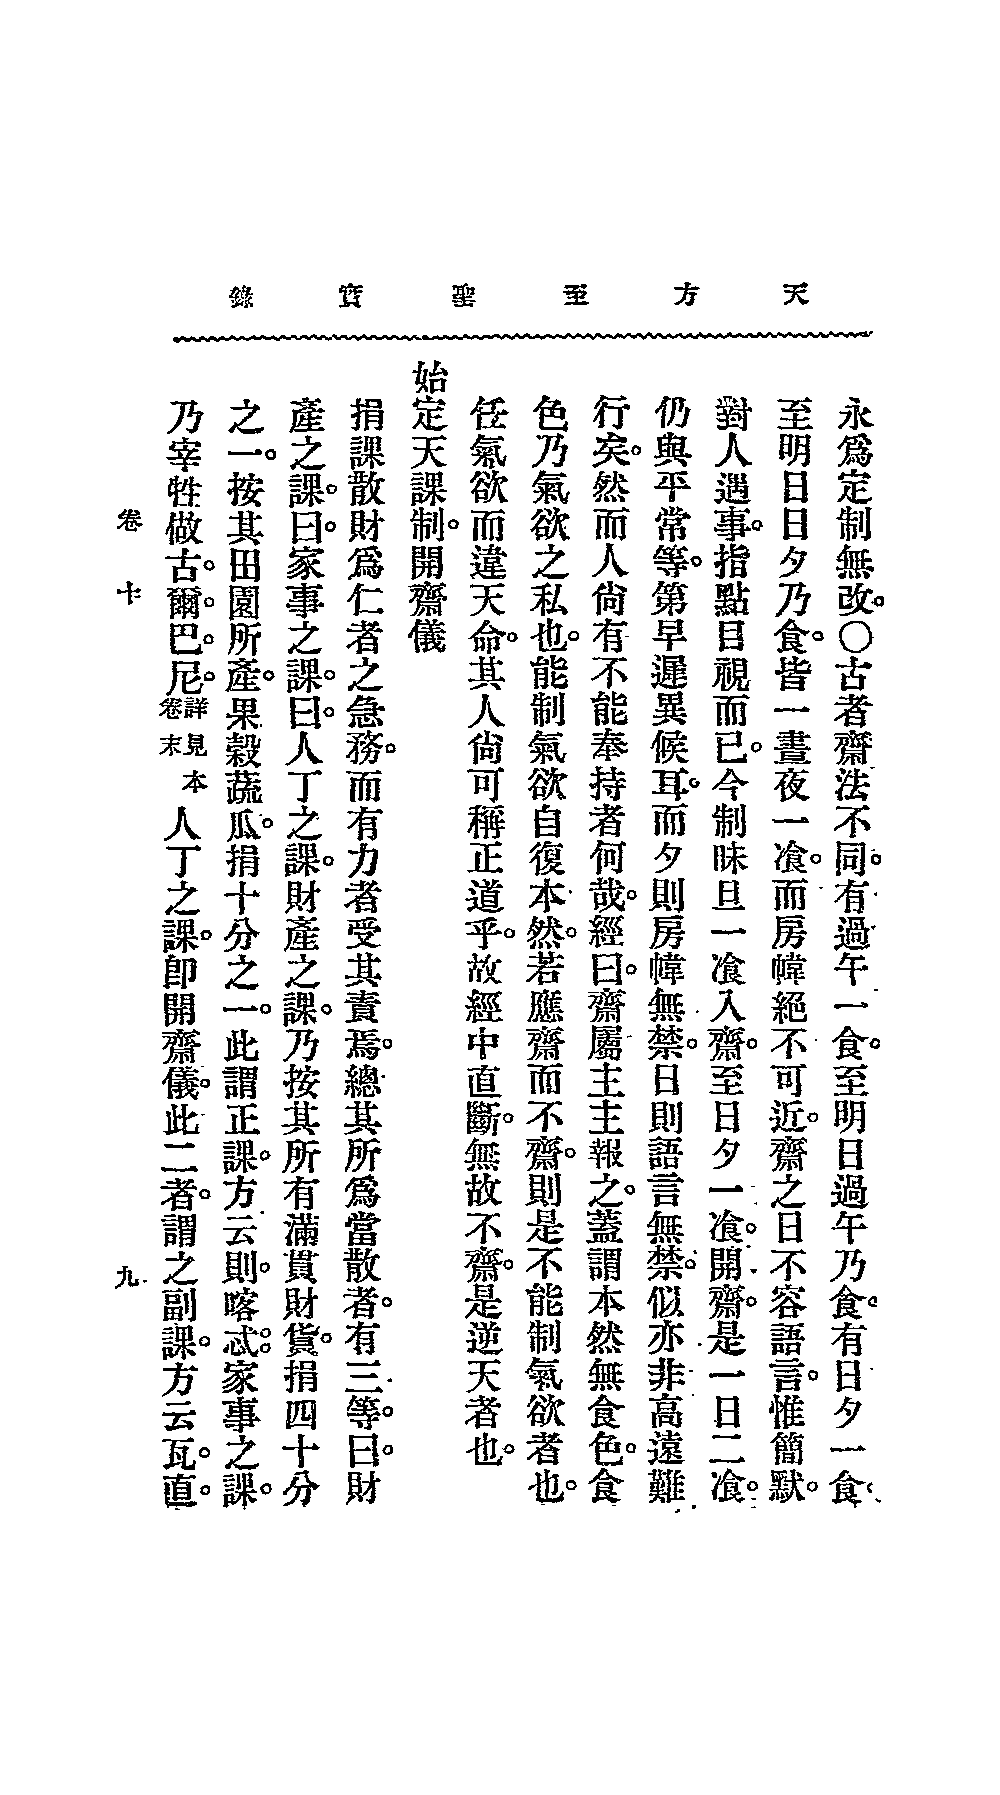 天方至聖實錄
永爲定制無改。○古者齋法不同。有過午一食。至明日過午乃食。有日夕一食。
至明日日夕乃食。皆一晝夜一飡。而房幃絕不可近。齋之日不容語言。惟簡默。
對人遇事。指點目視而已。今制昧旦一飡入齋。至日夕一飡。開齋。是一日二飡。
仍與平常等。第早遲異候耳。而夕則房幃無禁。日則語言無禁。似亦非高遠難
行矣。然而人尙有不能奉持者何哉。經曰。齋屬主主報之。蓋謂本然無食色。食
色乃氣欲之私也。能制氣欲自復本然。若應齋而不齋。則是不能制氣欲者也。
任氣欲而違天命。其人尙可稱正道乎。故經中直斷。無故不齋。是逆天者也。
始定天課制。開齋儀
捐課散財爲仁者之急務。而有力者受其責焉。總其所爲當散者。有三等。曰。財
產之課。曰。家事之課。曰。人丁之課。財產之課。乃按其所有滿貫財貨。捐四十分
之一。按其田園所產。果穀蔬瓜。捐十分之一。此謂正課。方云則。喀忒。家事之課。
乃宰牲做古。爾。巴。尼。詳見本卷末人丁之課。卽開齋儀。此二者。謂之副課。方云瓦。直。
卷十
九